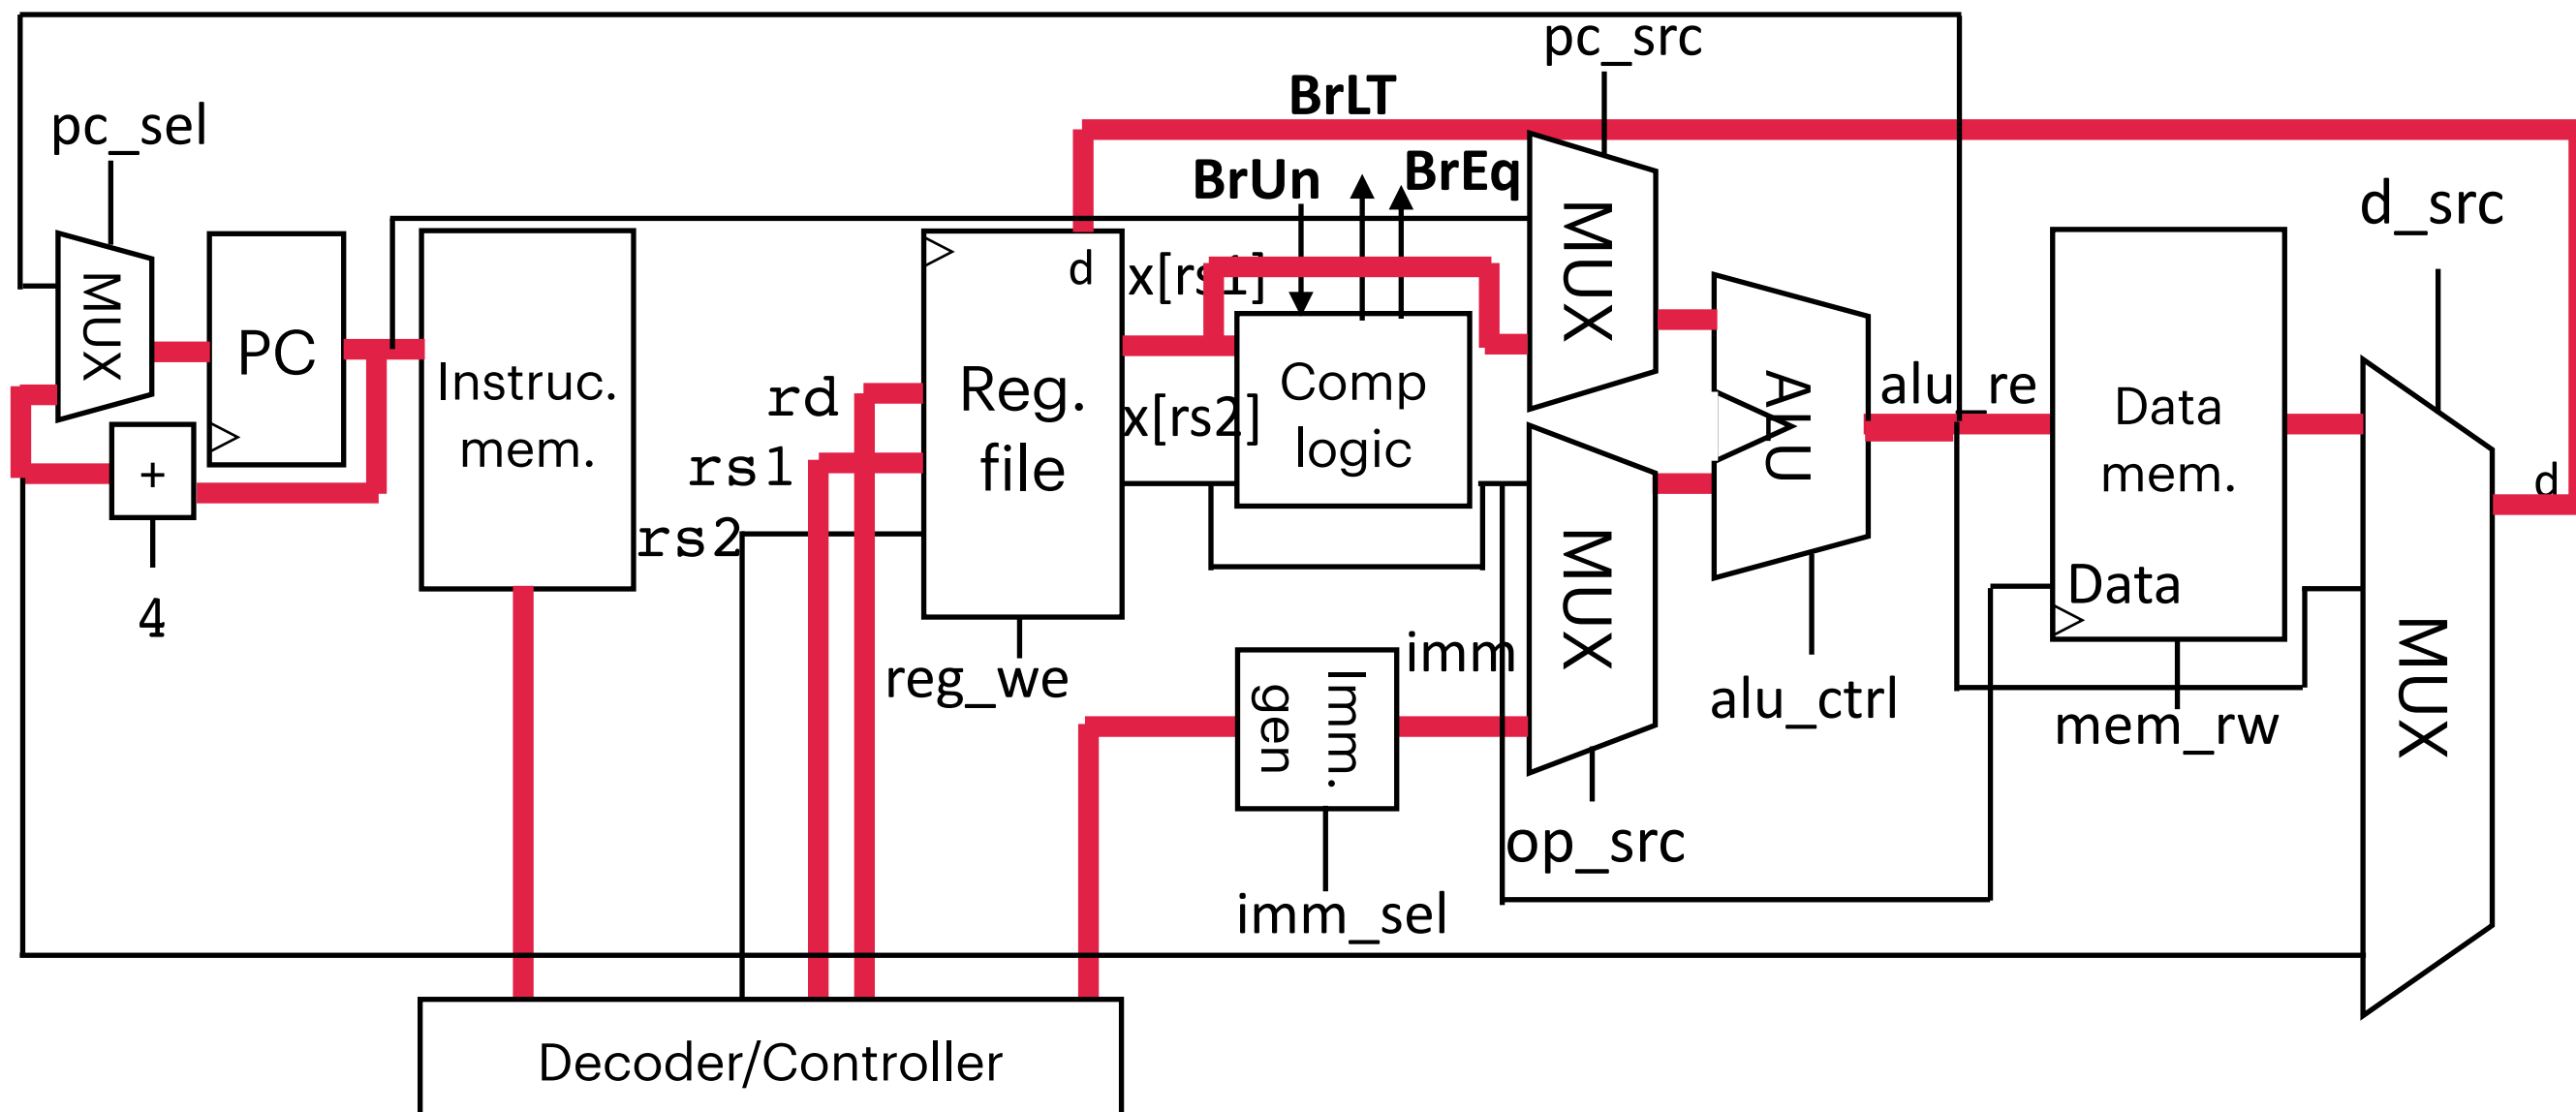 pc_src
BrLT
pc_sel
BrUn
BrEq
d_src
MUX
MUX
d
x[rs1]
PC
Instruc.
mem.
rd
Reg.
file
Comp
logic
x[rs2]
ALU
alu_re
Data
mem.
rs1
+
d
rs2
4
MUX
Data
MUX
reg_we
imm
Imm.
gen
alu_ctrl
mem_rw
op_src
imm_sel
Decoder/Controller